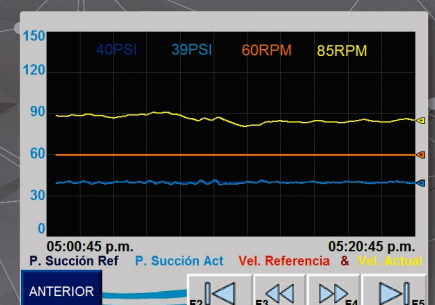 150
40PSI 39PSI 60RPM 85RPM
120
90
60
30
0
05:00:45 p.m. 05:20:45 p.m.
P. Succión Ref P. Succión Act Vel. Referencia & Vel. Actual
ANTERIOR
F2 F3 F4 F5